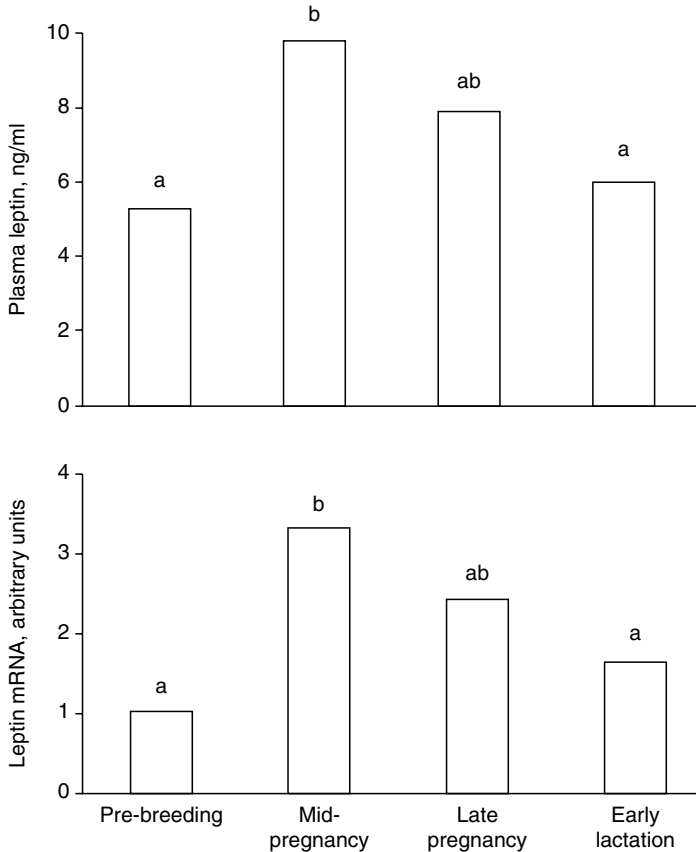 Plasma leptin, ng/ml
10
8
6
4
2
0
a
b
ab
a
Leptin mRNA, arbitrary units
4
3
2
1
0
a
b
ab
a
Pre-breeding
Mid-
pregnancy
Late
pregnancy
Early
lactation